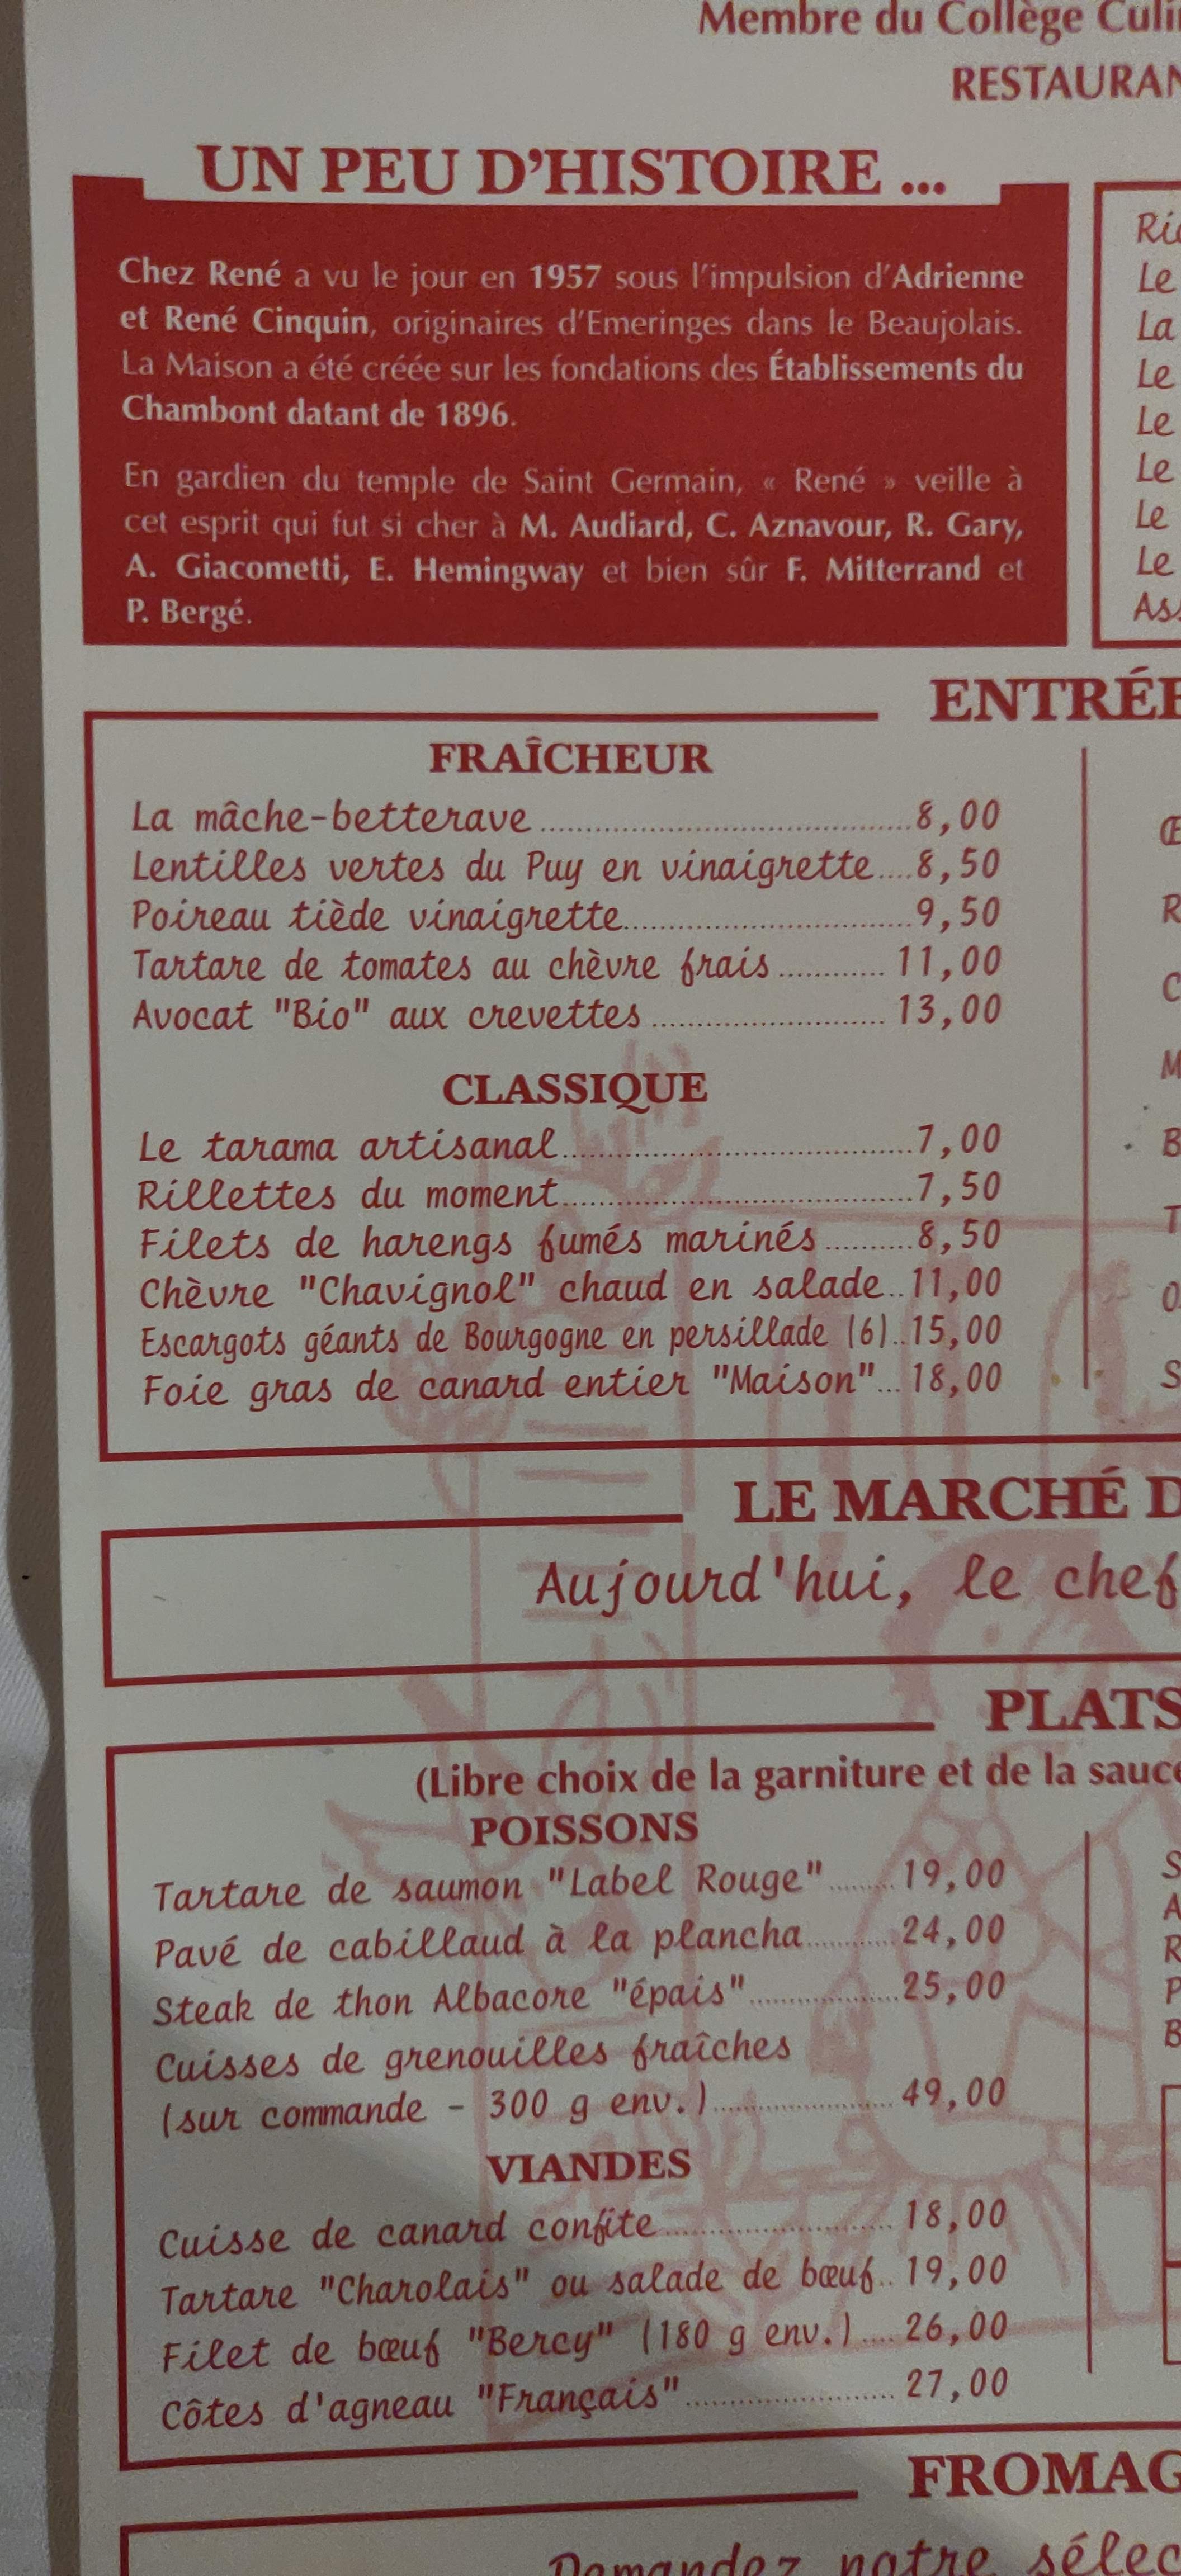 Membre du Collège
RESTAURAN
UN PEU D'HISTOIRE ...
Chez René a vu le jour en 1957 sous l'impulsion d'Adrienne
et René Cinquin, originaires d'Emeringes dans le Beaujolais.
La Maison a été créée sur les fondations des Établissements du
Chambont datant de 1896.
En gardien du temple de Saint Germain, « René » veille à
cet esprit qui fut si cher à M. Audiard, C. Aznavour, R. Gary,
A. Giacometti, E. Hemingway et bien sûr F. Mitterrand et
P. Bergé.
Le
La
Le
Le
Le
Le
Le
ENTRÉE
FRAÎCHEUR
La mâche-betterave 8,00
Lentilles vertes du Puy en vinaigrette 8,50
Poireau tiède vinaigrette 9,50
Tartare de tomates au chèvre frais 11,00
Avocat "Bio" aux crevettes 13,00
CLASSIQUE
Le tarama artisanal 7,00
Rillettes du moment 7,50
Filets de harengs fumés marinés 8,50
Chèvre "Chavignol" chaud en salade 11,00
Escargots géants de Bourgogne en persillade (6) 15,00
Foie gras de canard entier "Maison" 18,00
LE MARCHÉ D
Aujourd'hui, le chef
PLATS
(Libre choix de la garniture et de la sauce
POISSONS
Tartare de saumon "Label Rouge" 19,00
Pavé de cabillaud à la plancha 24,00
Steak de thon Albacore "épais" 25,00
Cuisses de grenouilles fraîches
(sur commande - 300 g env.) 49,00
VIANDES
Cuisse de canard confite 18,00
Tartare "Charolais" ou salade de bœuf 19,00
Filet de bœuf "Bercy" (180 g env.) 26,00
Côtes d'agneau "Français" 27,00
FROMAG
Demandez notre sélec